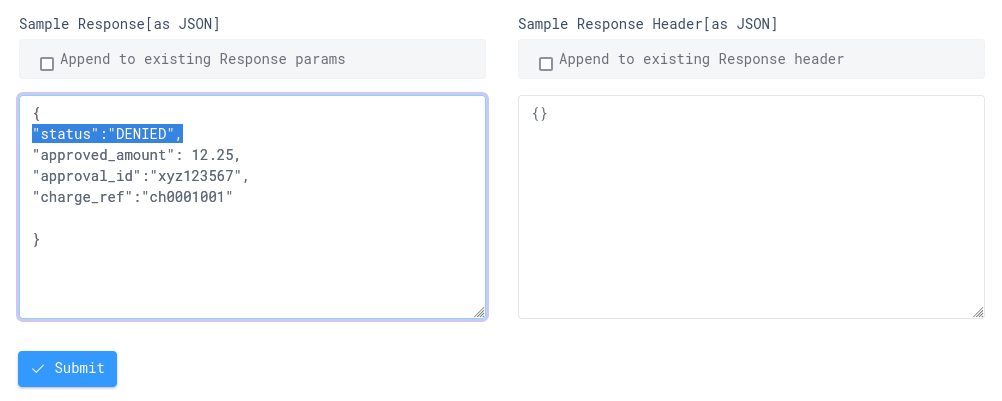 Sample Response[as JSON]
Append to existing Response params
{
"status":"DENIED",
"approved_amount": 12.25,
"approval_id":"xyz123567",
"charge_ref":"ch0001001"
}
Sample Response Header[as JSON]
Append to existing Response header
{}
Submit